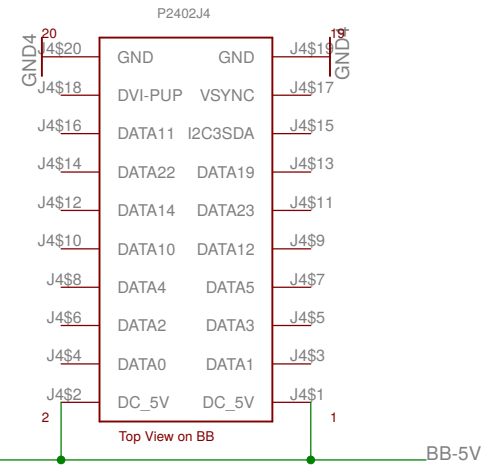 P2402J4
20 19
GND4 J4$20 GND GND J4$19 GND4
J4$18 DVI-PUP VSYNC J4$17
J4$16 DATA11 I2C3SDA J4$15
J4$14 DATA22 DATA19 J4$13
J4$12 DATA14 DATA23 J4$11
J4$10 DATA10 DATA12 J4$9
J4$8 DATA4 DATA5 J4$7
J4$6 DATA2 DATA3 J4$5
J4$4 DATA0 DATA1 J4$3
J4$2 DC_5V DC_5V J4$1
2 1
Top View on BB
BB-5V